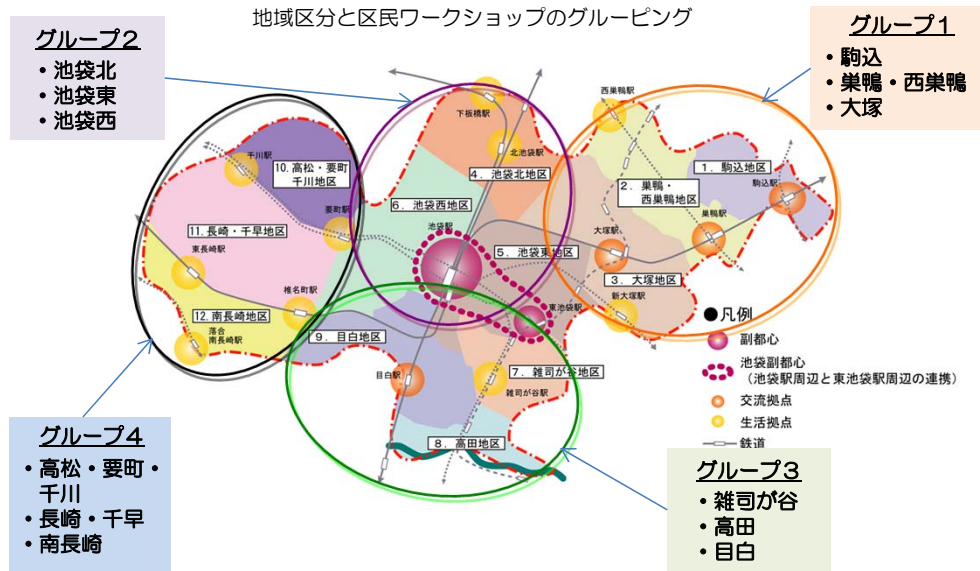 地域区分と区民ワークショップのグルーピング
グループ2
・池袋北
・池袋東
・池袋西
グループ1
・駒込
・巣鴨・西巣鴨
・大塚
西巣鴨駅
下板橋駅
北池袋駅
千川駅
10. 高松・要町
千川地区
4. 池袋北地区
1. 駒込地区
駒込駅
2. 巣鴨・
西巣鴨地区
6. 池袋西地区
要町駅
巣鴨駅
池袋駅
大塚駅
11. 長崎・千早地区
東長崎駅
5. 池袋東地区
3. 大塚地区
新大塚駅
椎名町駅
東池袋駅
12. 南長崎地区
落合
南長崎駅
9. 目白地区
目白駅
7. 雑司が谷地区
雑司が谷駅
8. 高田地区
●凡例
副都心
池袋副都心
(池袋駅周辺と東池袋駅周辺の連携)
交流拠点
生活拠点
鉄道
グループ4
・高松・要町・
千川
・長崎・千早
・南長崎
グループ3
・雑司が谷
・高田
・目白